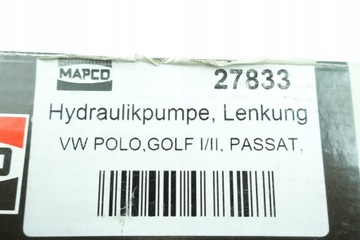 MAPCO 27833
Hydraulikpumpe, Lenkung
VW POLO,GOLF I/II, PASSAT,